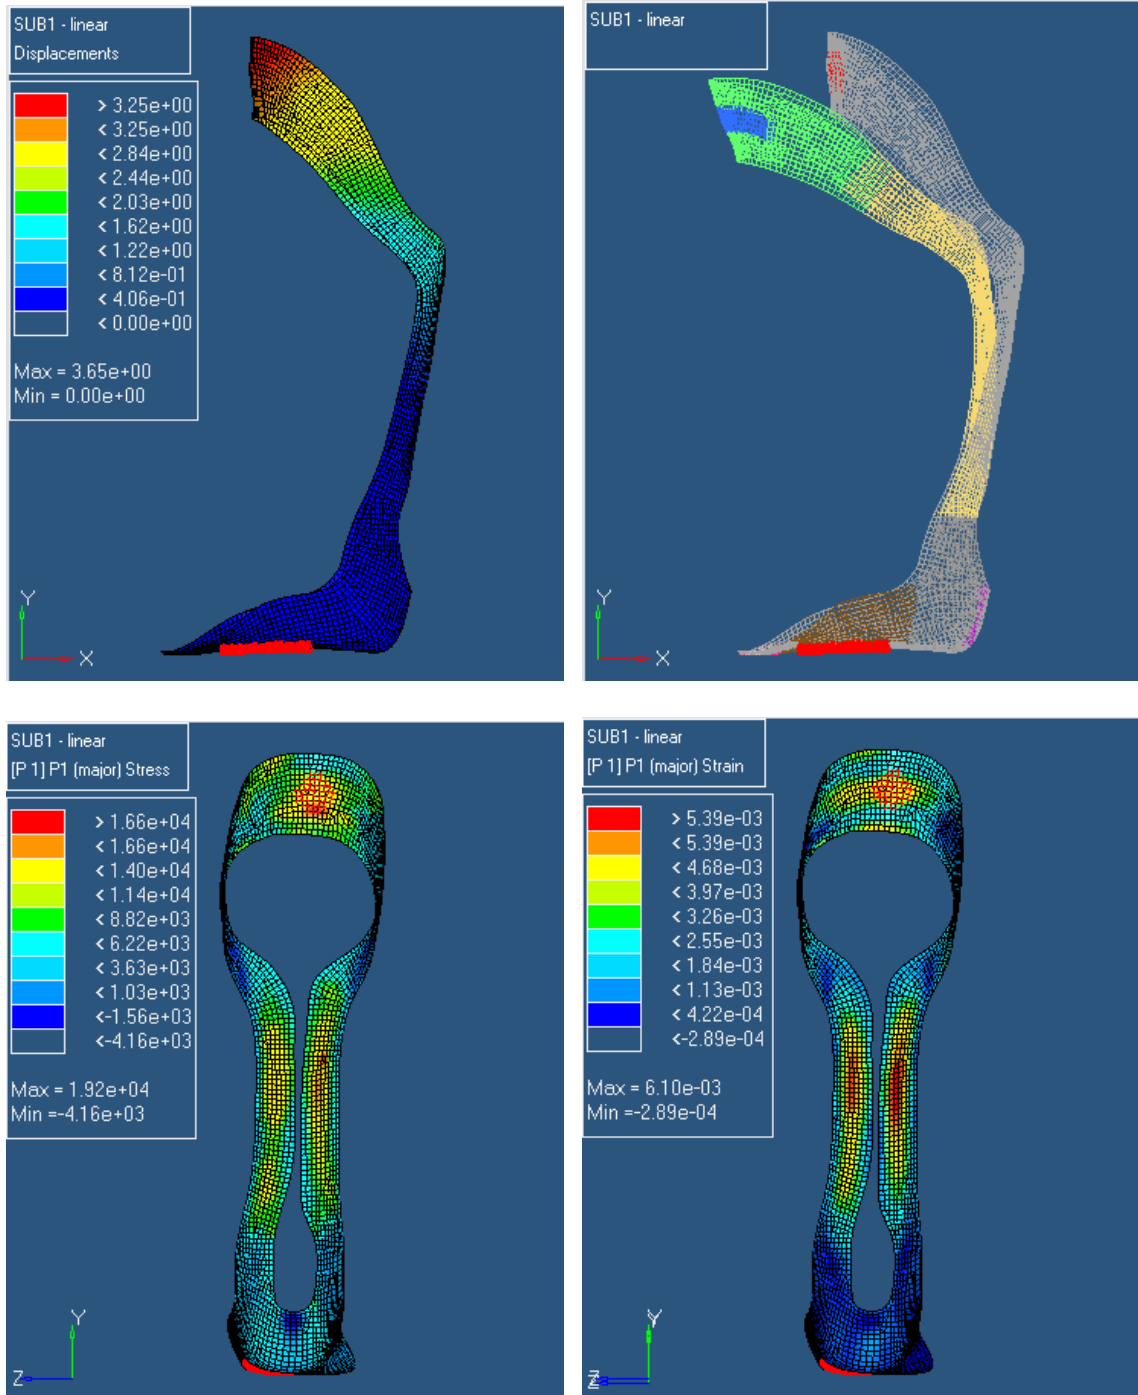 SUB1 - linear
Displacements
> 3.25e+00
< 3.25e+00
< 2.84e+00
< 2.44e+00
< 2.03e+00
< 1.62e+00
< 1.22e+00
< 8.12e-01
< 4.06e-01
< 0.00e+00
Max = 3.65e+00
Min = 0.00e+00
Y
X
SUB1 - linear
Y
X
SUB1 - linear
[P 1] P1 (major) Stress
> 1.66e+04
< 1.66e+04
< 1.40e+04
< 1.14e+04
< 8.82e+03
< 6.22e+03
< 3.63e+03
< 1.03e+03
<-1.56e+03
<-4.16e+03
Max = 1.92e+04
Min =-4.16e+03
Y
Z
SUB1 - linear
[P 1] P1 (major) Strain
> 5.39e-03
< 5.39e-03
< 4.68e-03
< 3.97e-03
< 3.26e-03
< 2.55e-03
< 1.84e-03
< 1.13e-03
< 4.22e-04
<-2.89e-04
Max = 6.10e-03
Min =-2.89e-04
Y
Z